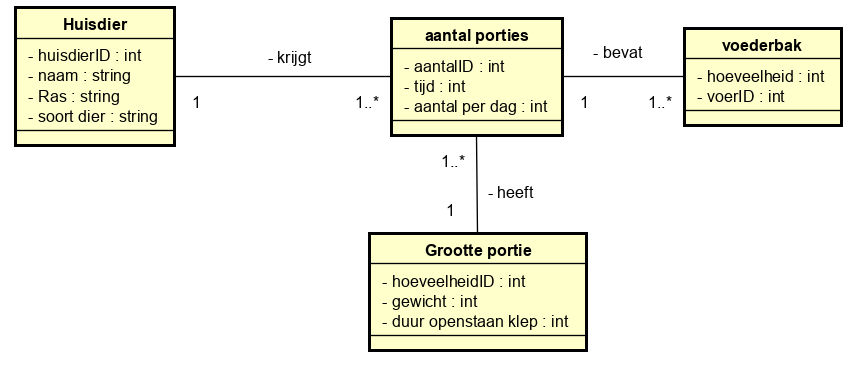 Huisdier
- huisdierID : int
- naam : string
- Ras : string
- soort dier : string
- krijgt
1
1..*
aantal porties
- aantalID : int
- tijd : int
- aantal per dag : int
- bevat
1
1..*
voederbak
- hoeveelheid : int
- voerID : int
1..*
- heeft
1
Grootte portie
- hoeveelheidID : int
- gewicht : int
- duur openstaan klep : int